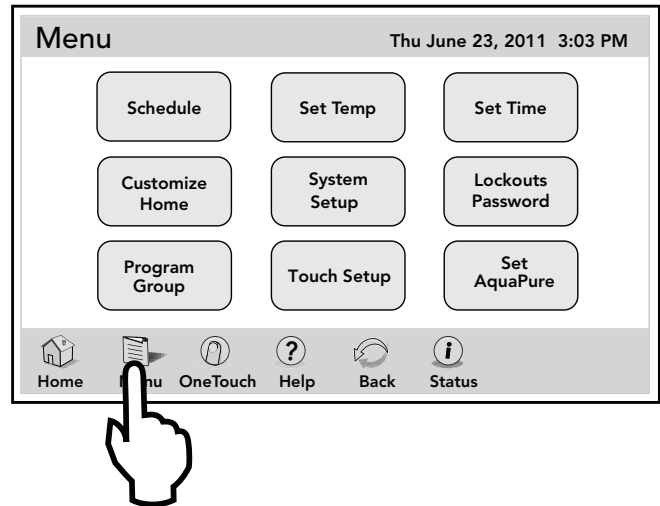 Menu
Thu June 23, 2011 3:03 PM
Schedule
Set Temp
Set Time
Customize
Home
System
Setup
Lockouts
Password
Program
Group
Touch Setup
Set
AquaPure
Home
Menu
OneTouch
Help
Back
Status